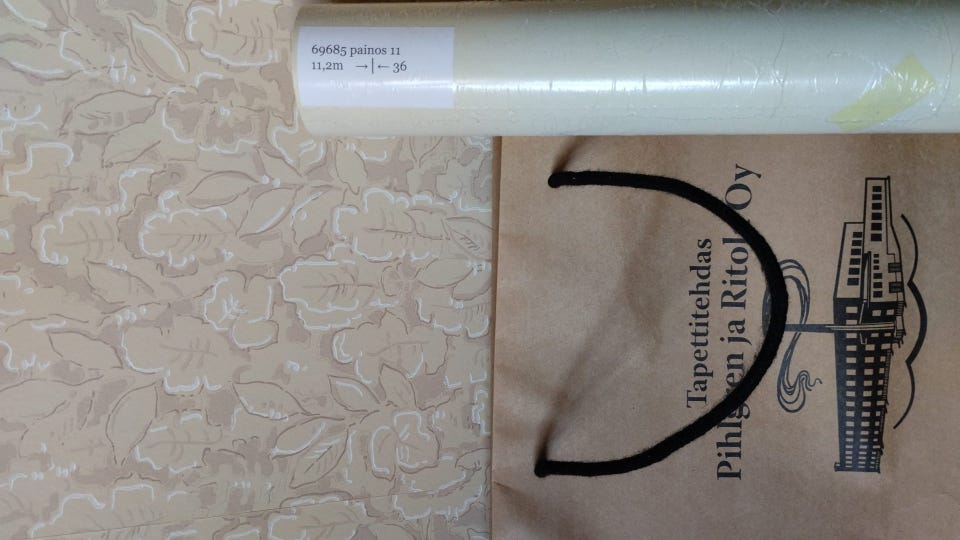 69685 painos 11
11,2m →|← 36
Tapettitehdas
Pihlgren ja Ritola Oy